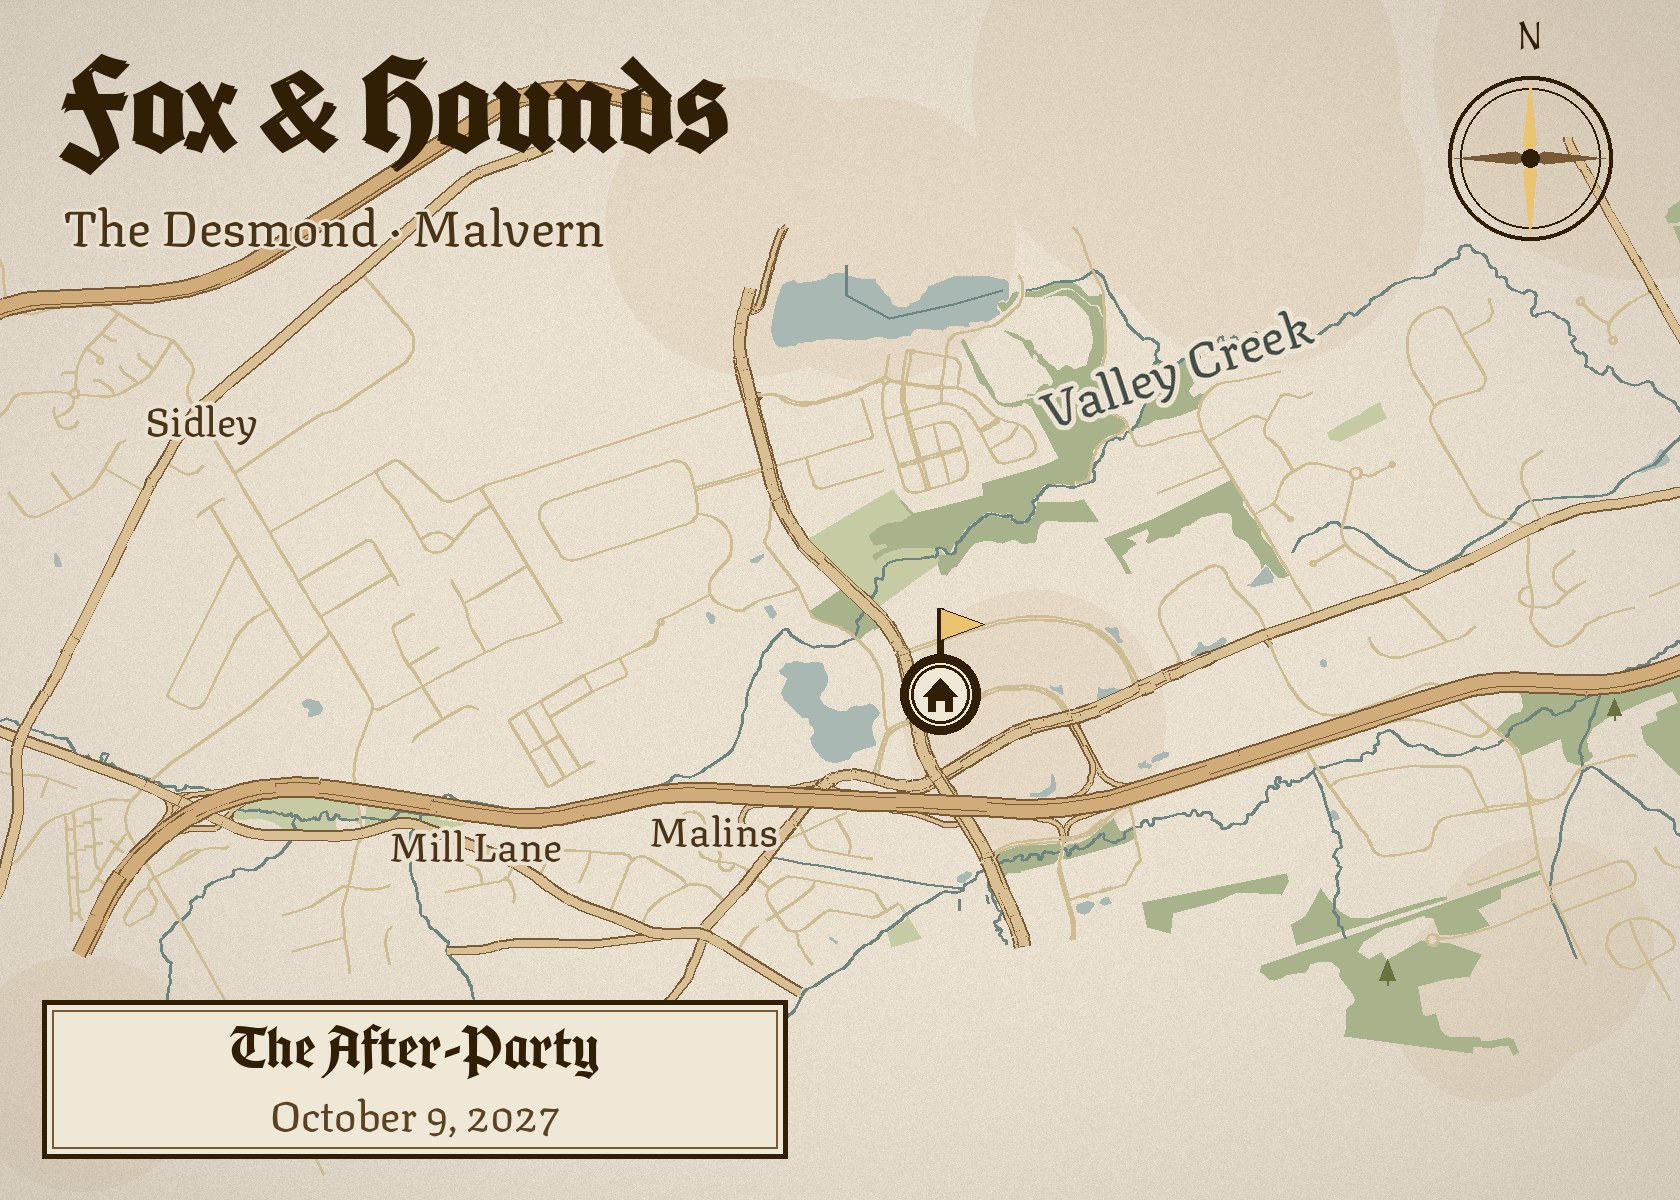 Fox & Hounds
The Desmond · Malvern
N
Valley Creek
Sidley
Mill Lane
Malins
The After-Party
October 9, 2027